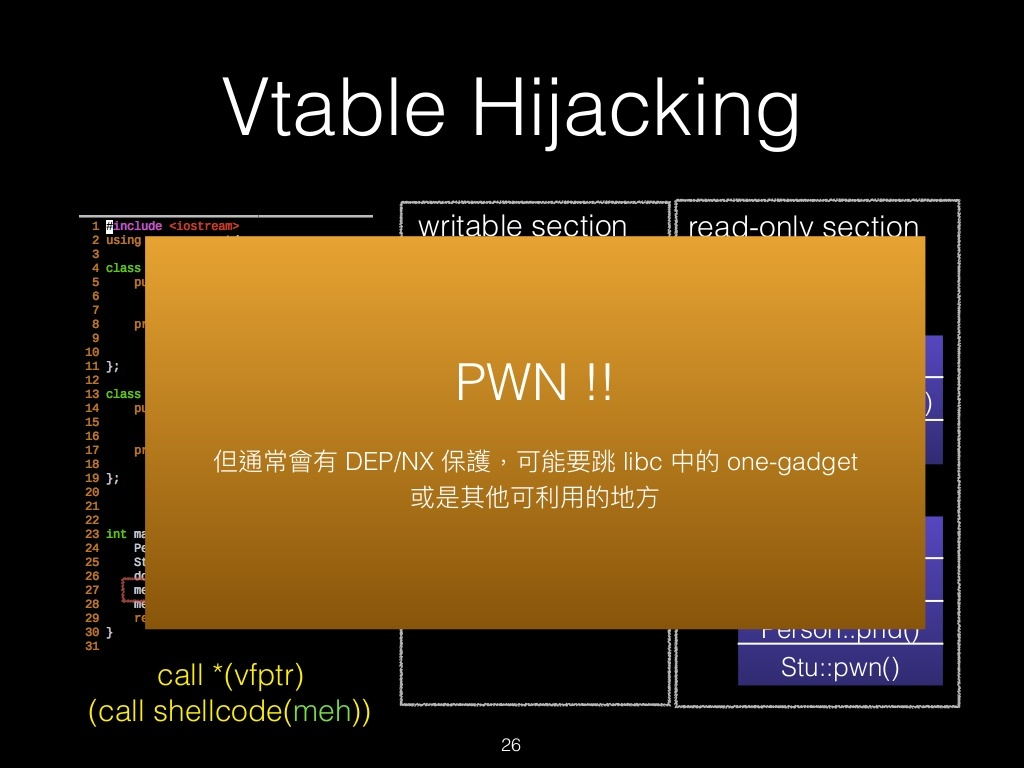 Vtable Hijacking
1 #include <iostream>
2 using
3
4 class
5
6
7
8
9
10
11 };
12
13 class
14
15
16
17
18
19 };
20
21
22
23 int
24
25
26
27
28
29
30 }
31
writable section
read-only section
PWN !!
但通常會有 DEP/NX 保護，可能要跳 libc 中的 one-gadget
或是其他可利用的地方
)
Stu::pwn()
call *(vfptr)
(call shellcode(meh))
26